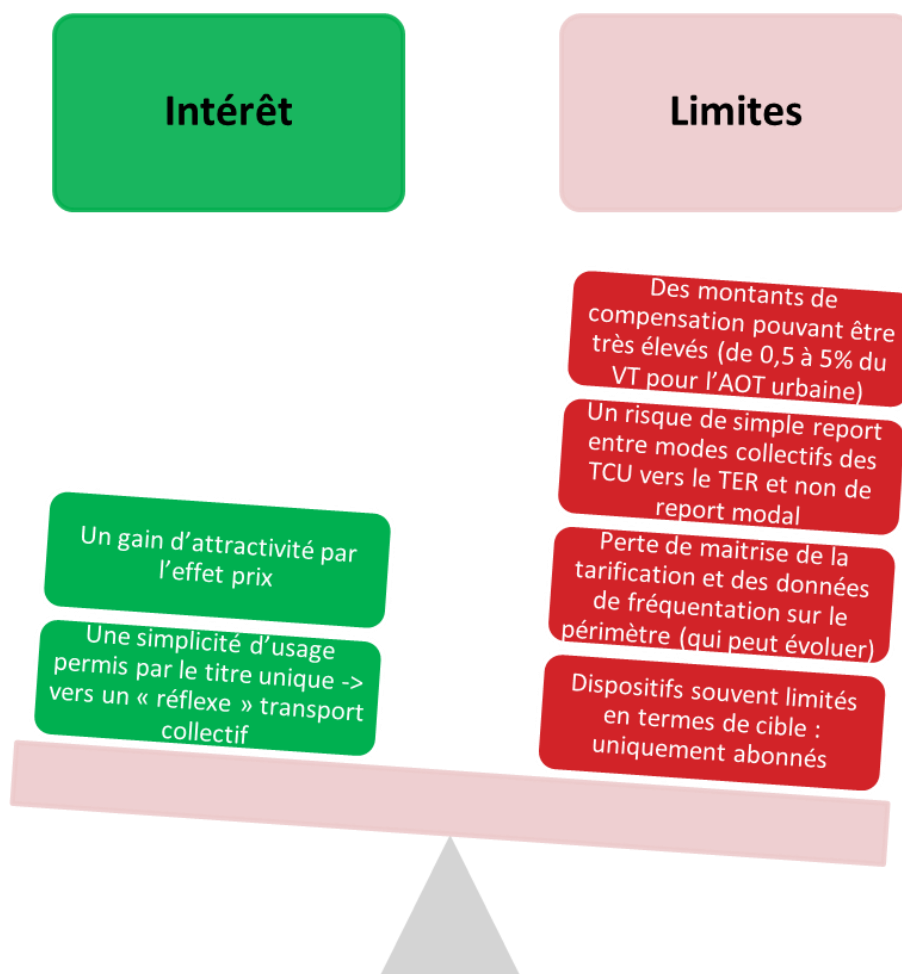 Intérêt
Limites
Un gain d'attractivité par
l'effet prix
Une simplicité d'usage
permis par le titre unique ->
vers un « réflexe » transport
collectif
Des montants de
compensation pouvant être
très élevés (de 0,5 à 5% du
VT pour l'AOT urbaine)
Un risque de simple report
entre modes collectifs des
TCU vers le TER et non de
report modal
Perte de maitrise de la
tarification et des données
de fréquentation sur le
périmètre (qui peut évoluer)
Dispositifs souvent limités
en termes de cible :
uniquement abonnés